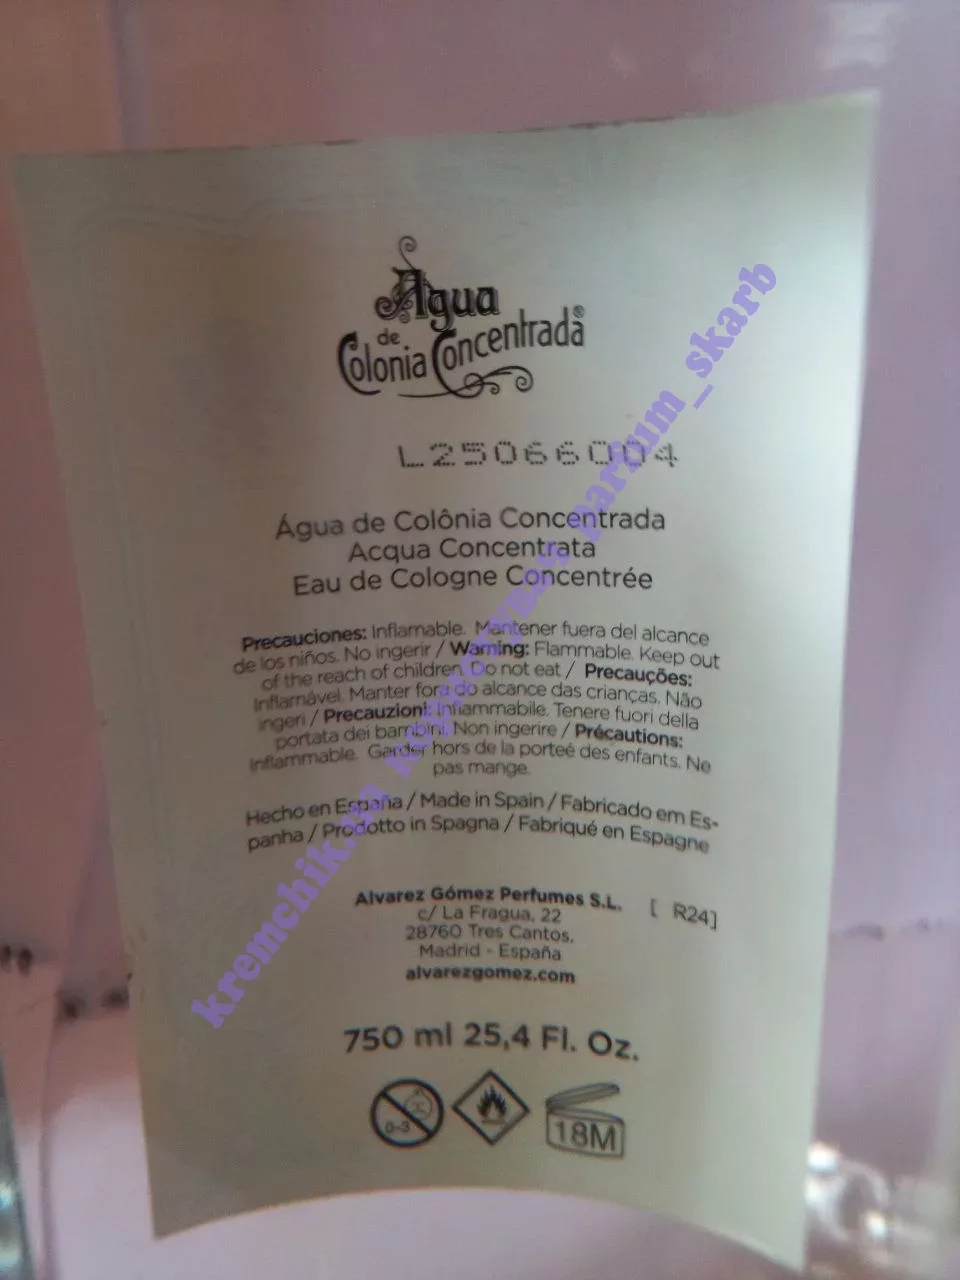 Agua
de
Colonia Concentrada®
L25066004
Água de Colônia Concentrada
Acqua Concentrata
Eau de Cologne Concentrée
Precauciones: Inflamable. Mantener fuera del alcance
de los niños. No ingerir / Warning: Flammable. Keep out
of the reach of children. Do not eat / Precauções:
Inflamável. Manter fora do alcance das crianças. Não
ingeri / Precauzioni: Inflammabile. Tenere fuori della
portata dei bambini. Non ingerire / Précautions:
Inflammable. Garder hors de la porteé des enfants. Ne
pas mange.
Hecho en España / Made in Spain / Fabricado em Es-
panha / Prodotto in Spagna / Fabriqué en Espagne
Alvarez Gómez Perfumes S.L. [ R24]
c/ La Fragua, 22
28760 Tres Cantos.
Madrid - España
alvarezgomez.com
750 ml 25,4 Fl. Oz.
0-3
18M
kremchik.ua parfum_skarb